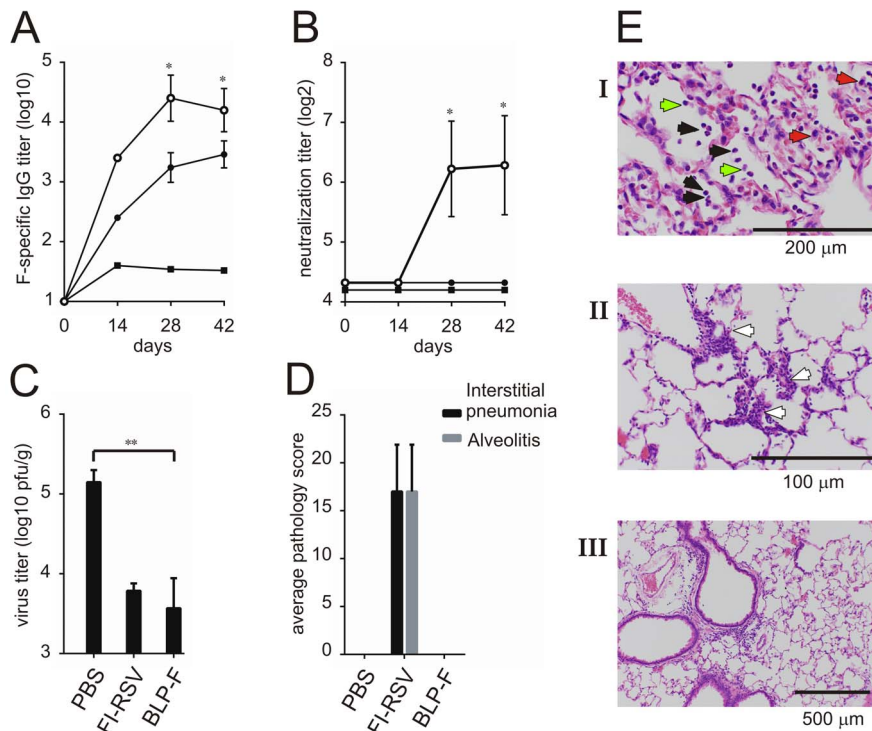 A
F-specific IgG titer (log10)
5
4
3
2
1
*
*
0
14
28
42
days
B
neutralization titer (log2)
8
7
6
5
4
*
*
0
14
28
42
days
C
virus titer (log10 pfu/g)
6
5
4
3
**
PBS
FI-RSV
BLP-F
D
average pathology score
25
20
15
10
5
0
Interstitial
pneumonia
Alveolitis
PBS
FI-RSV
BLP-F
E
I
200 μm
II
100 μm
III
500 μm